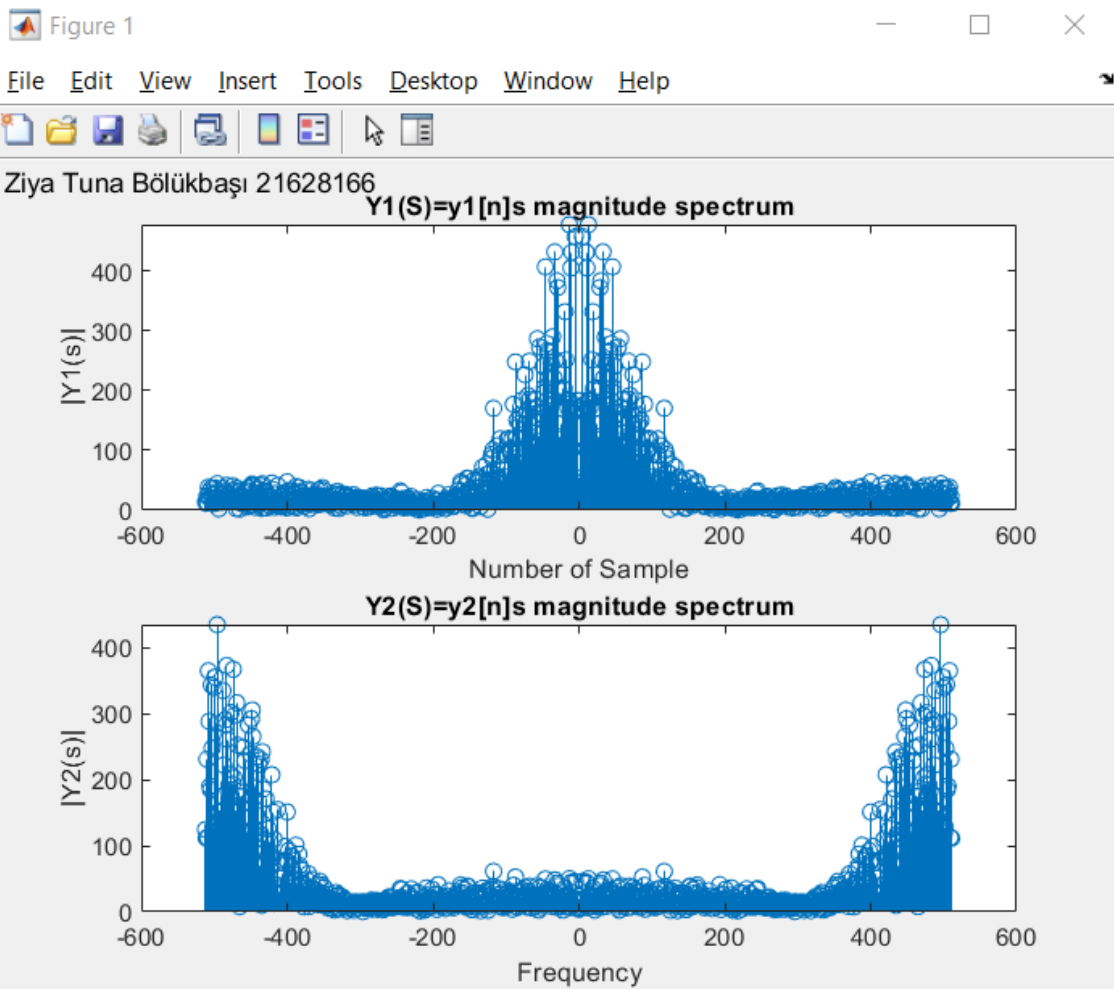 Figure 1
File Edit View Insert Tools Desktop Window Help
Ziya Tuna Bölükbaşı 21628166
Y1(S)=y1[n]s magnitude spectrum
|Y1(s)|
400
300
200
100
0
-600 -400 -200 0 200 400 600
Number of Sample
Y2(S)=y2[n]s magnitude spectrum
|Y2(s)|
400
300
200
100
0
-600 -400 -200 0 200 400 600
Frequency